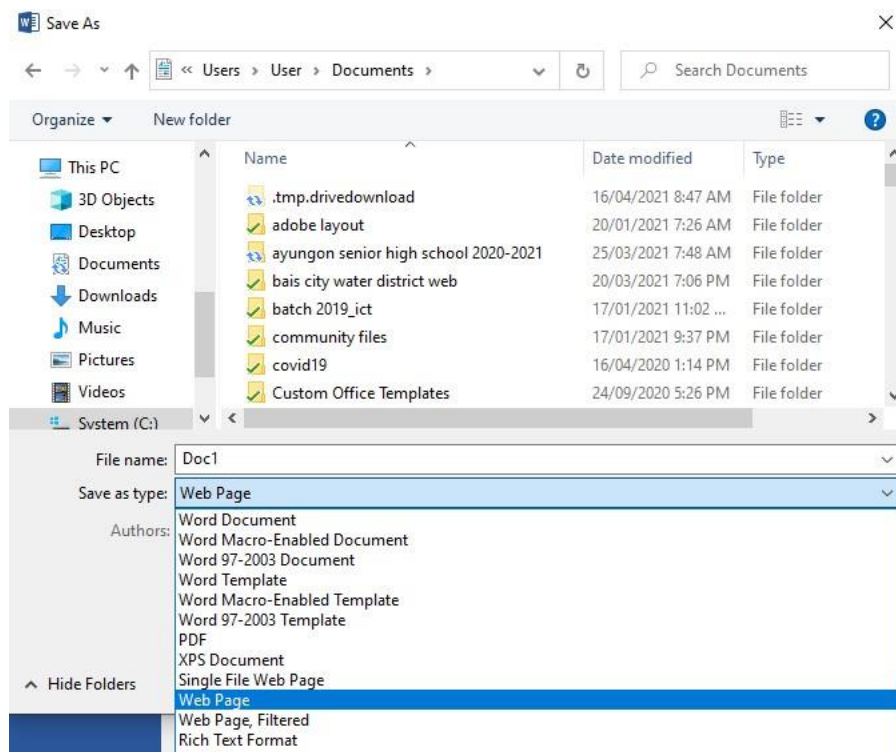 Save As
« Users › User › Documents ›
Search Documents
Organize
New folder
This PC
3D Objects
Desktop
Documents
Downloads
Music
Pictures
Videos
System (C:)
Name Date modified Type
.tmp.drivedownload 16/04/2021 8:47 AM File folder
adobe layout 20/01/2021 7:26 AM File folder
ayungon senior high school 2020-2021 25/03/2021 7:48 AM File folder
bais city water district web 20/03/2021 7:06 PM File folder
batch 2019_ict 17/01/2021 11:02 ... File folder
community files 17/01/2021 9:37 PM File folder
covid19 16/04/2020 1:14 PM File folder
Custom Office Templates 24/09/2020 5:26 PM File folder
File name: Doc1
Save as type: Web Page
Authors:
Word Document
Word Macro-Enabled Document
Word 97-2003 Document
Word Template
Word Macro-Enabled Template
Word 97-2003 Template
PDF
XPS Document
Single File Web Page
Web Page
Web Page, Filtered
Rich Text Format
Hide Folders